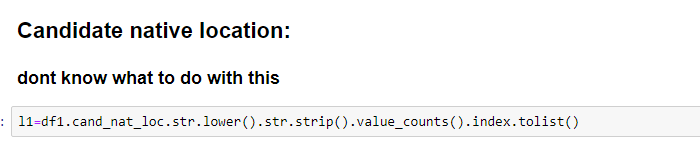 Candidate native location:
dont know what to do with this
: l1=df1.cand_nat_loc.str.lower().str.strip().value_counts().index.tolist()